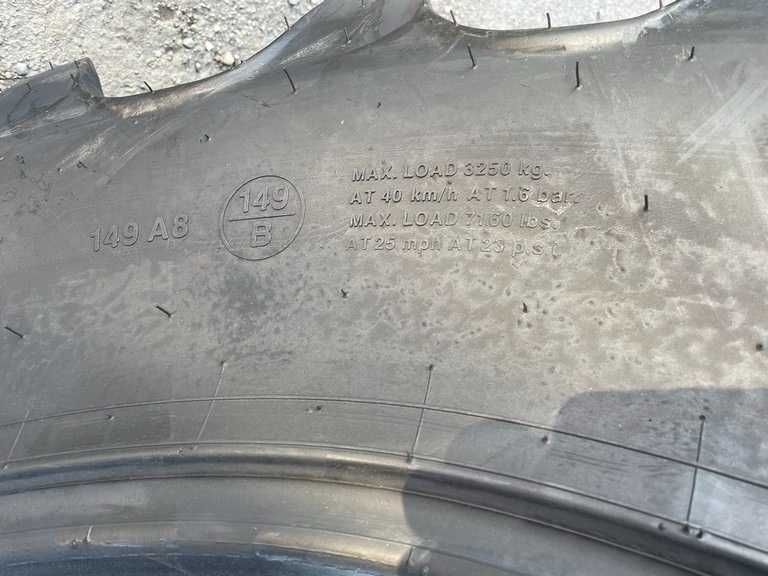 149 A8
149
B
MAX. LOAD 3250 kg.
AT 40 km/h AT 1.6 bar.
MAX. LOAD 7160 lbs.
AT 25 mph AT 23 p.s.i.